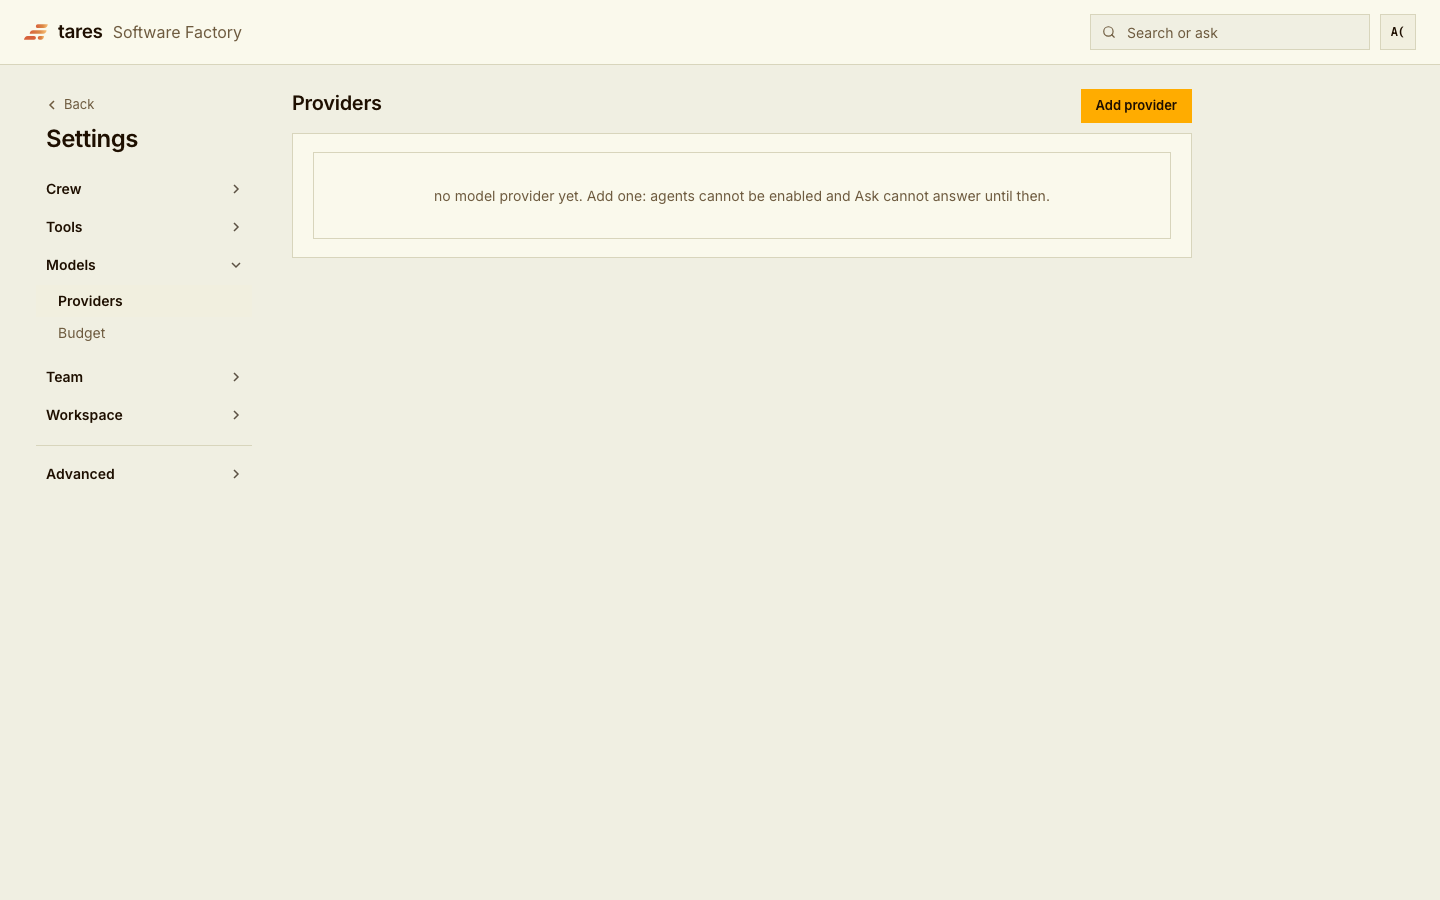 tares Software Factory
Search or ask
A(
Back
Settings
Crew
Tools
Models
Providers
Budget
Team
Workspace
Advanced
Providers
Add provider
no model provider yet. Add one: agents cannot be enabled and Ask cannot answer until then.